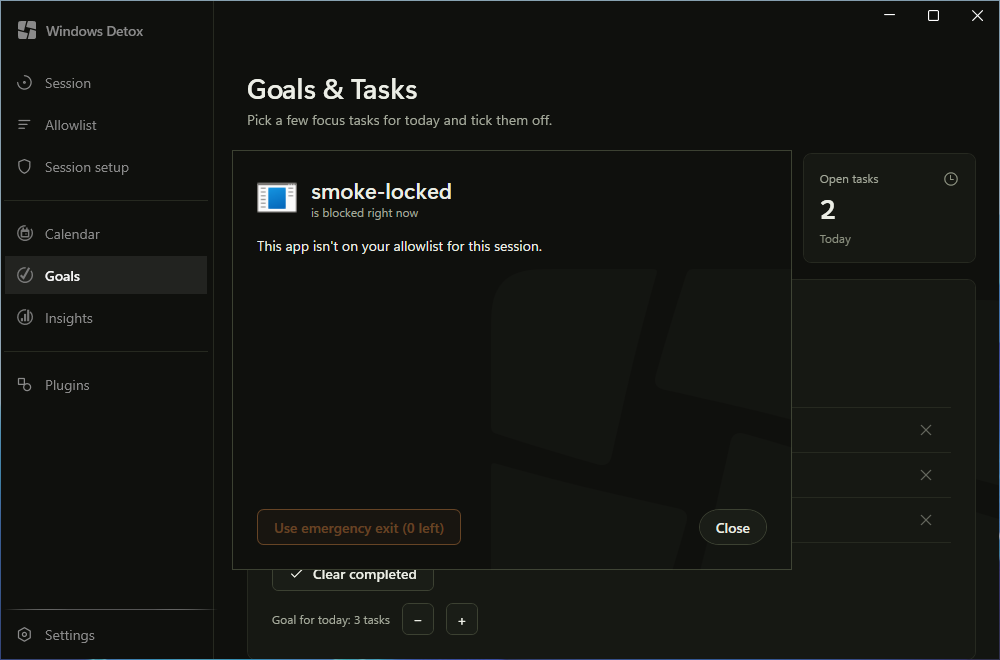 Windows Detox
Session
Allowlist
Session setup
Calendar
Goals
Insights
Plugins
Settings
Goals & Tasks
Pick a few focus tasks for today and tick them off.
smoke-locked
is blocked right now
This app isn't on your allowlist for this session.
Use emergency exit (0 left)
Close
Open tasks
2
Today
Clear completed
Goal for today: 3 tasks
−
+